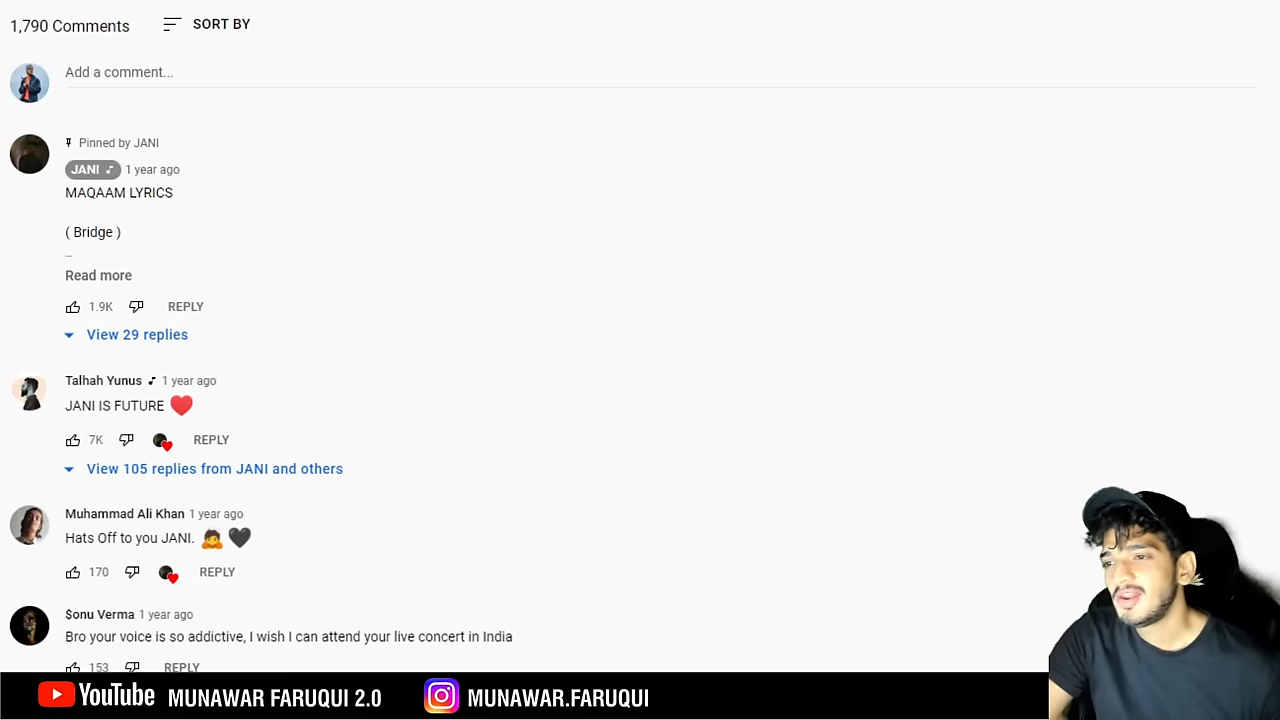 1,790 Comments
SORT BY
Add a comment...
Pinned by JANI
JANI 1 year ago
MAQAAM LYRICS
( Bridge )
...
Read more
1.9K REPLY
View 29 replies
Talhah Yunus 1 year ago
JANI IS FUTURE ♥️
7K REPLY
View 105 replies from JANI and others
Muhammad Ali Khan 1 year ago
Hats Off to you JANI. 🙇 🖤
170 REPLY
$onu Verma 1 year ago
Bro your voice is so addictive, I wish I can attend your live concert in India
153 REPLY
YouTube MUNAWAR FARUQUI 2.0 MUNAWAR.FARUQUI